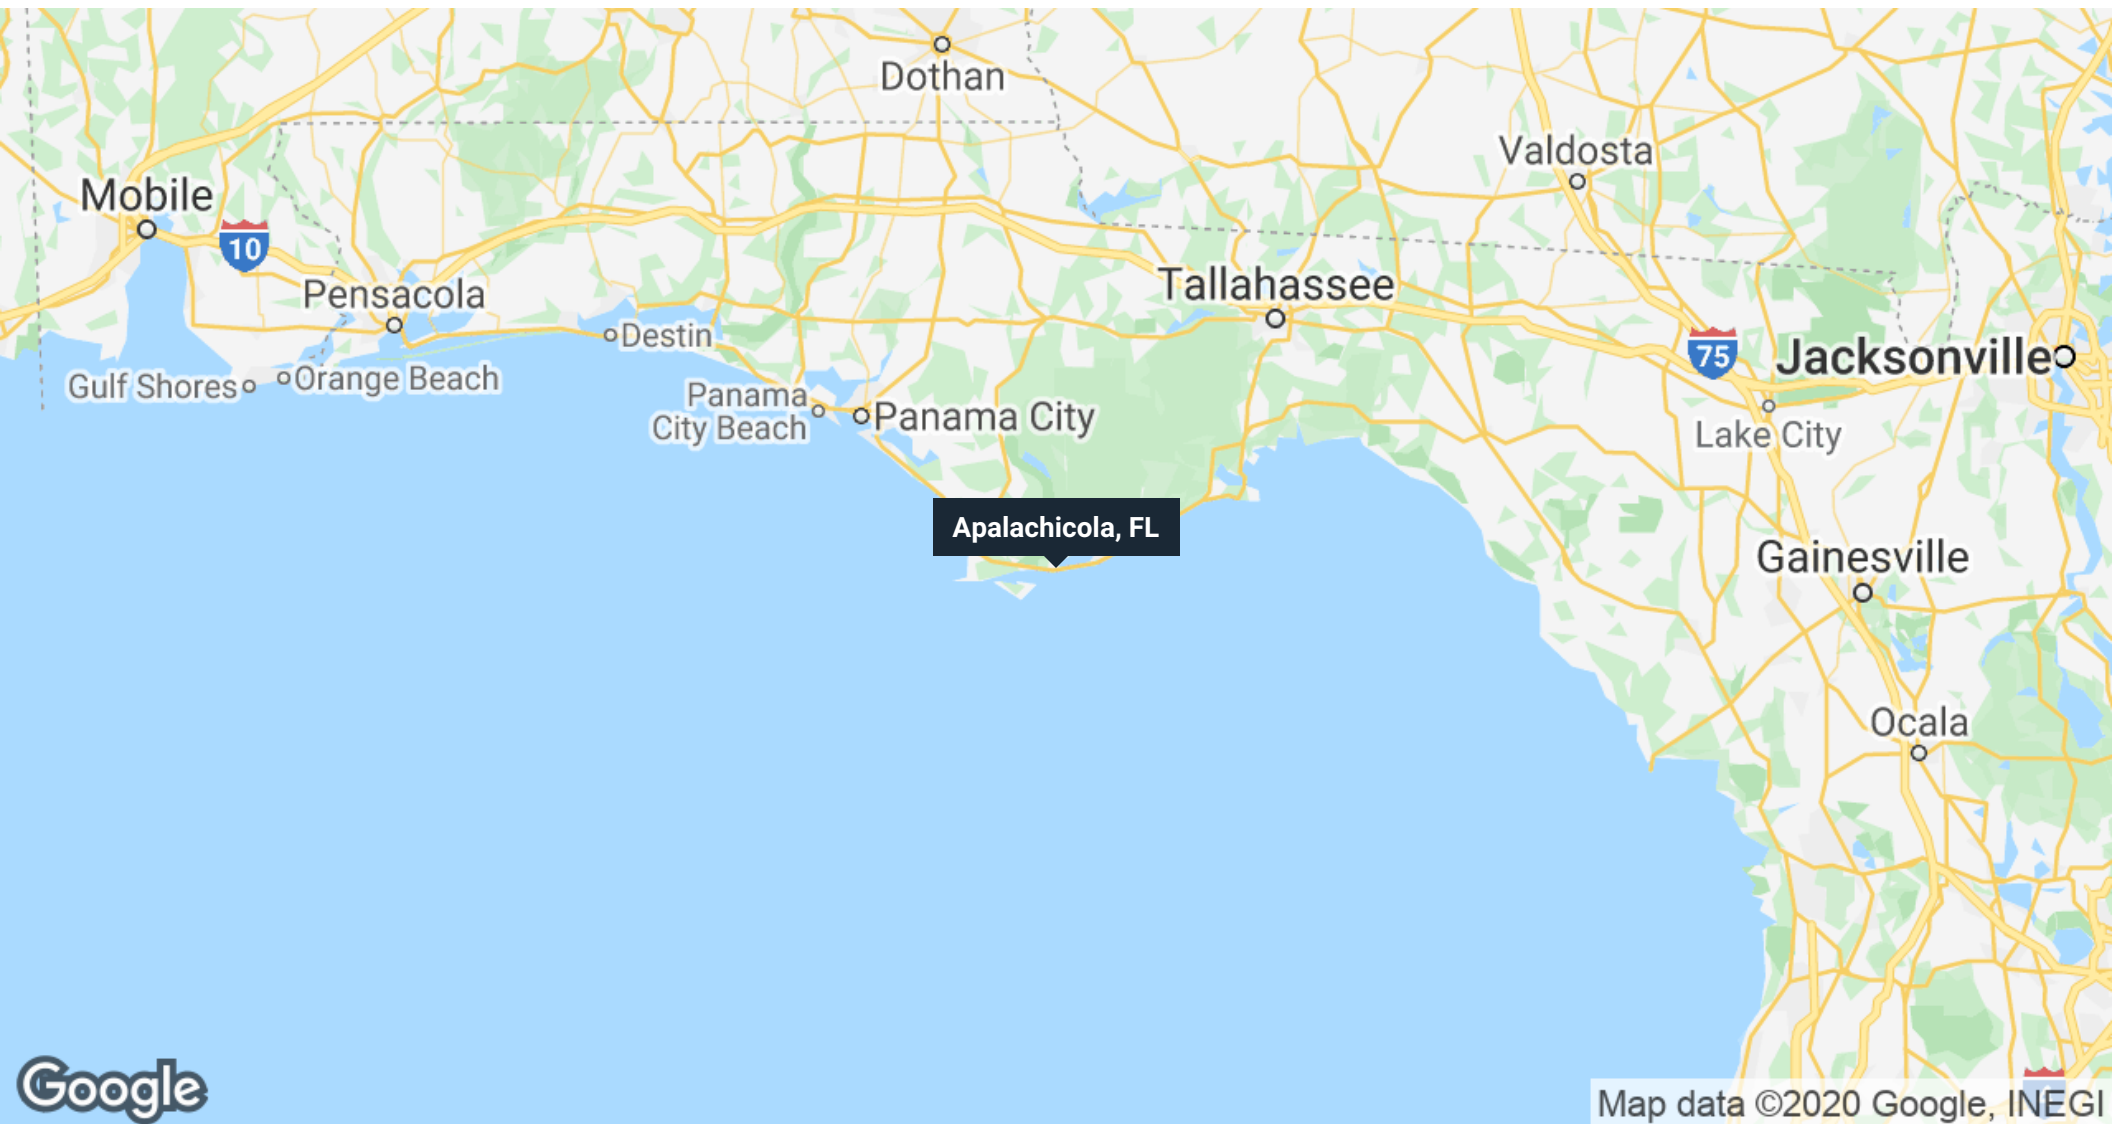 Dothan
Valdosta
Mobile
10
Pensacola
Tallahassee
Destin
75
Jacksonville
Gulf Shores
Orange Beach
Panama
City Beach
Panama City
Lake City
Apalachicola, FL
Gainesville
Ocala
Google
Map data ©2020 Google, INEGI